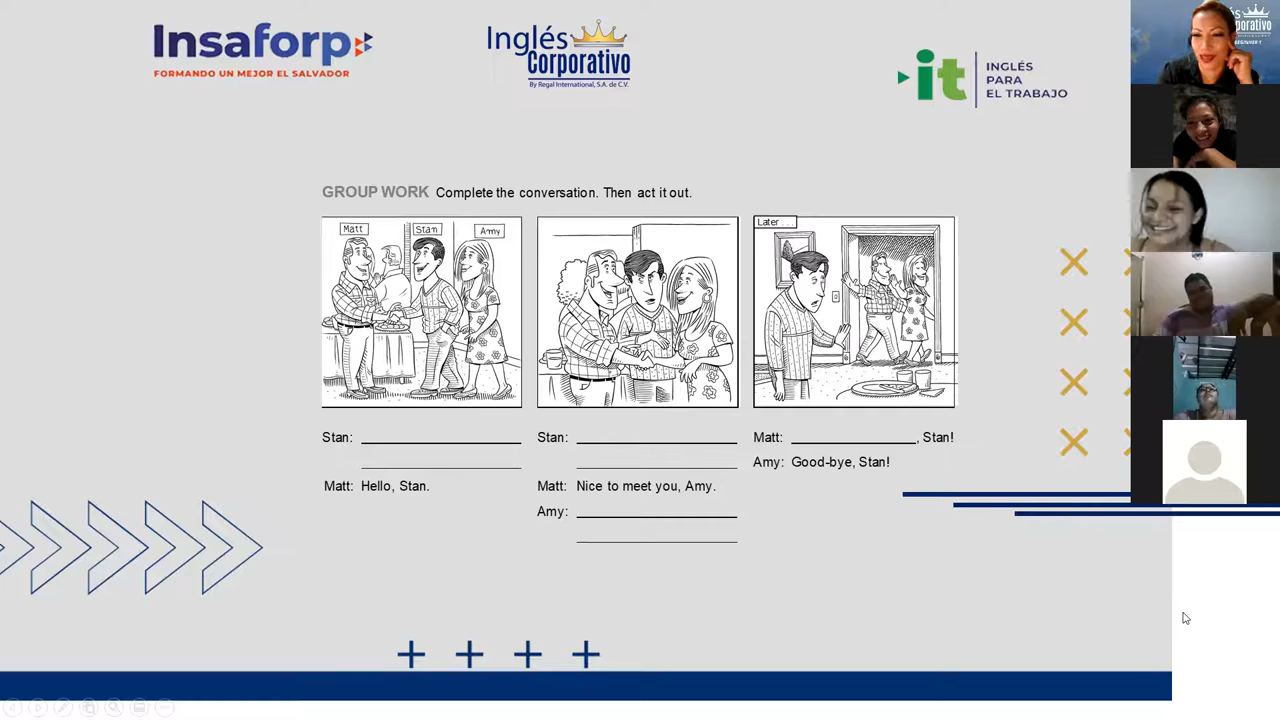 Insaforp
FORMANDO UN MEJOR EL SALVADOR
Inglés
Corporativo
By Regal International, S.A. de C.V.
it
INGLÉS
PARA
EL TRABAJO
GROUP WORK Complete the conversation. Then act it out.
Matt
Stan
Amy
Later . . .
Stan:
Matt: Hello, Stan.
Stan:
Matt: Nice to meet you, Amy.
Amy:
Matt: , Stan!
Amy: Good-bye, Stan!